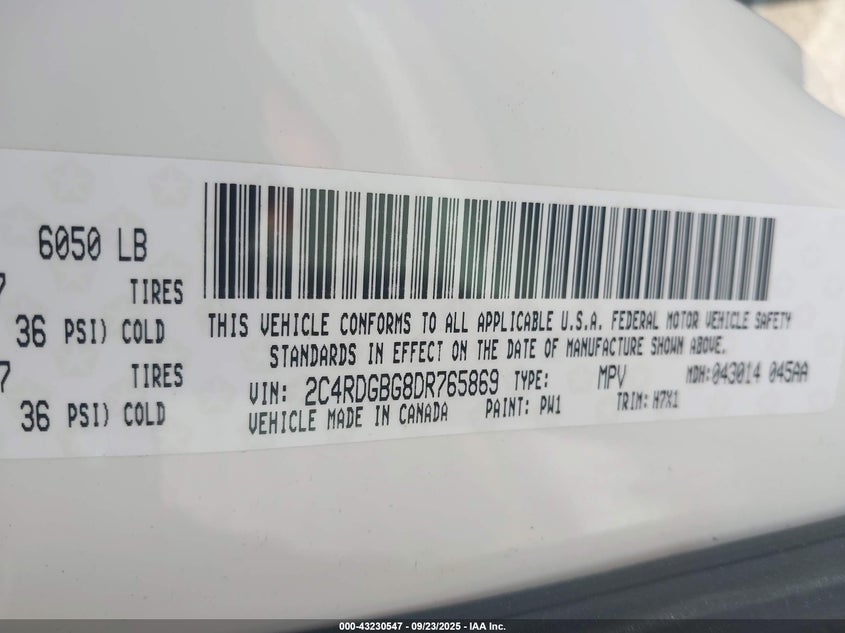 6050 LB
7 TIRES
36 PSI) COLD
7 TIRES
36 PSI) COLD
THIS VEHICLE CONFORMS TO ALL APPLICABLE U.S.A. FEDERAL MOTOR VEHICLE SAFETY
STANDARDS IN EFFECT ON THE DATE OF MANUFACTURE SHOWN ABOVE.
VIN: 2C4RDGBG8DR765869 TYPE: MPV MDH:043014 045AA
VEHICLE MADE IN CANADA PAINT: PW1 TRIM: H7X1
000-43230547 - 09/23/2025 - IAA Inc.